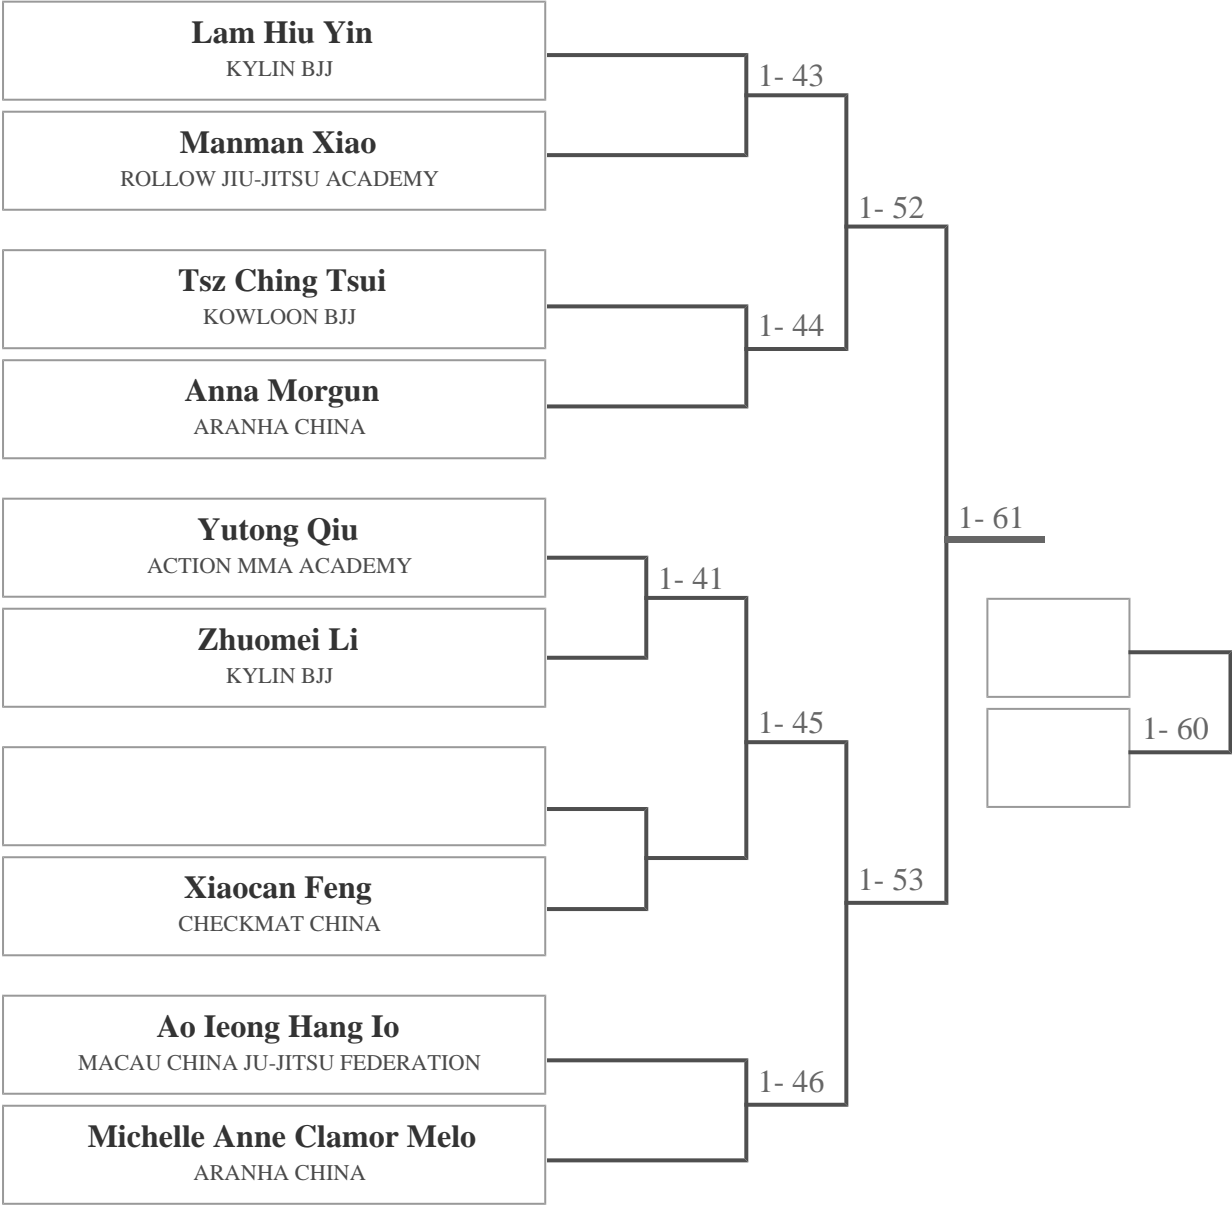 Lam Hiu Yin
KYLIN BJJ
1- 43
Manman Xiao
ROLLOW JIU-JITSU ACADEMY
1- 52
Tsz Ching Tsui
KOWLOON BJJ
1- 44
Anna Morgun
ARANHA CHINA
Yutong Qiu
ACTION MMA ACADEMY
1- 61
1- 41
Zhuomei Li
KYLIN BJJ
1- 45
1- 60
Xiaocan Feng
CHECKMAT CHINA
1- 53
Ao Ieong Hang Io
MACAU CHINA JU-JITSU FEDERATION
1- 46
Michelle Anne Clamor Melo
ARANHA CHINA